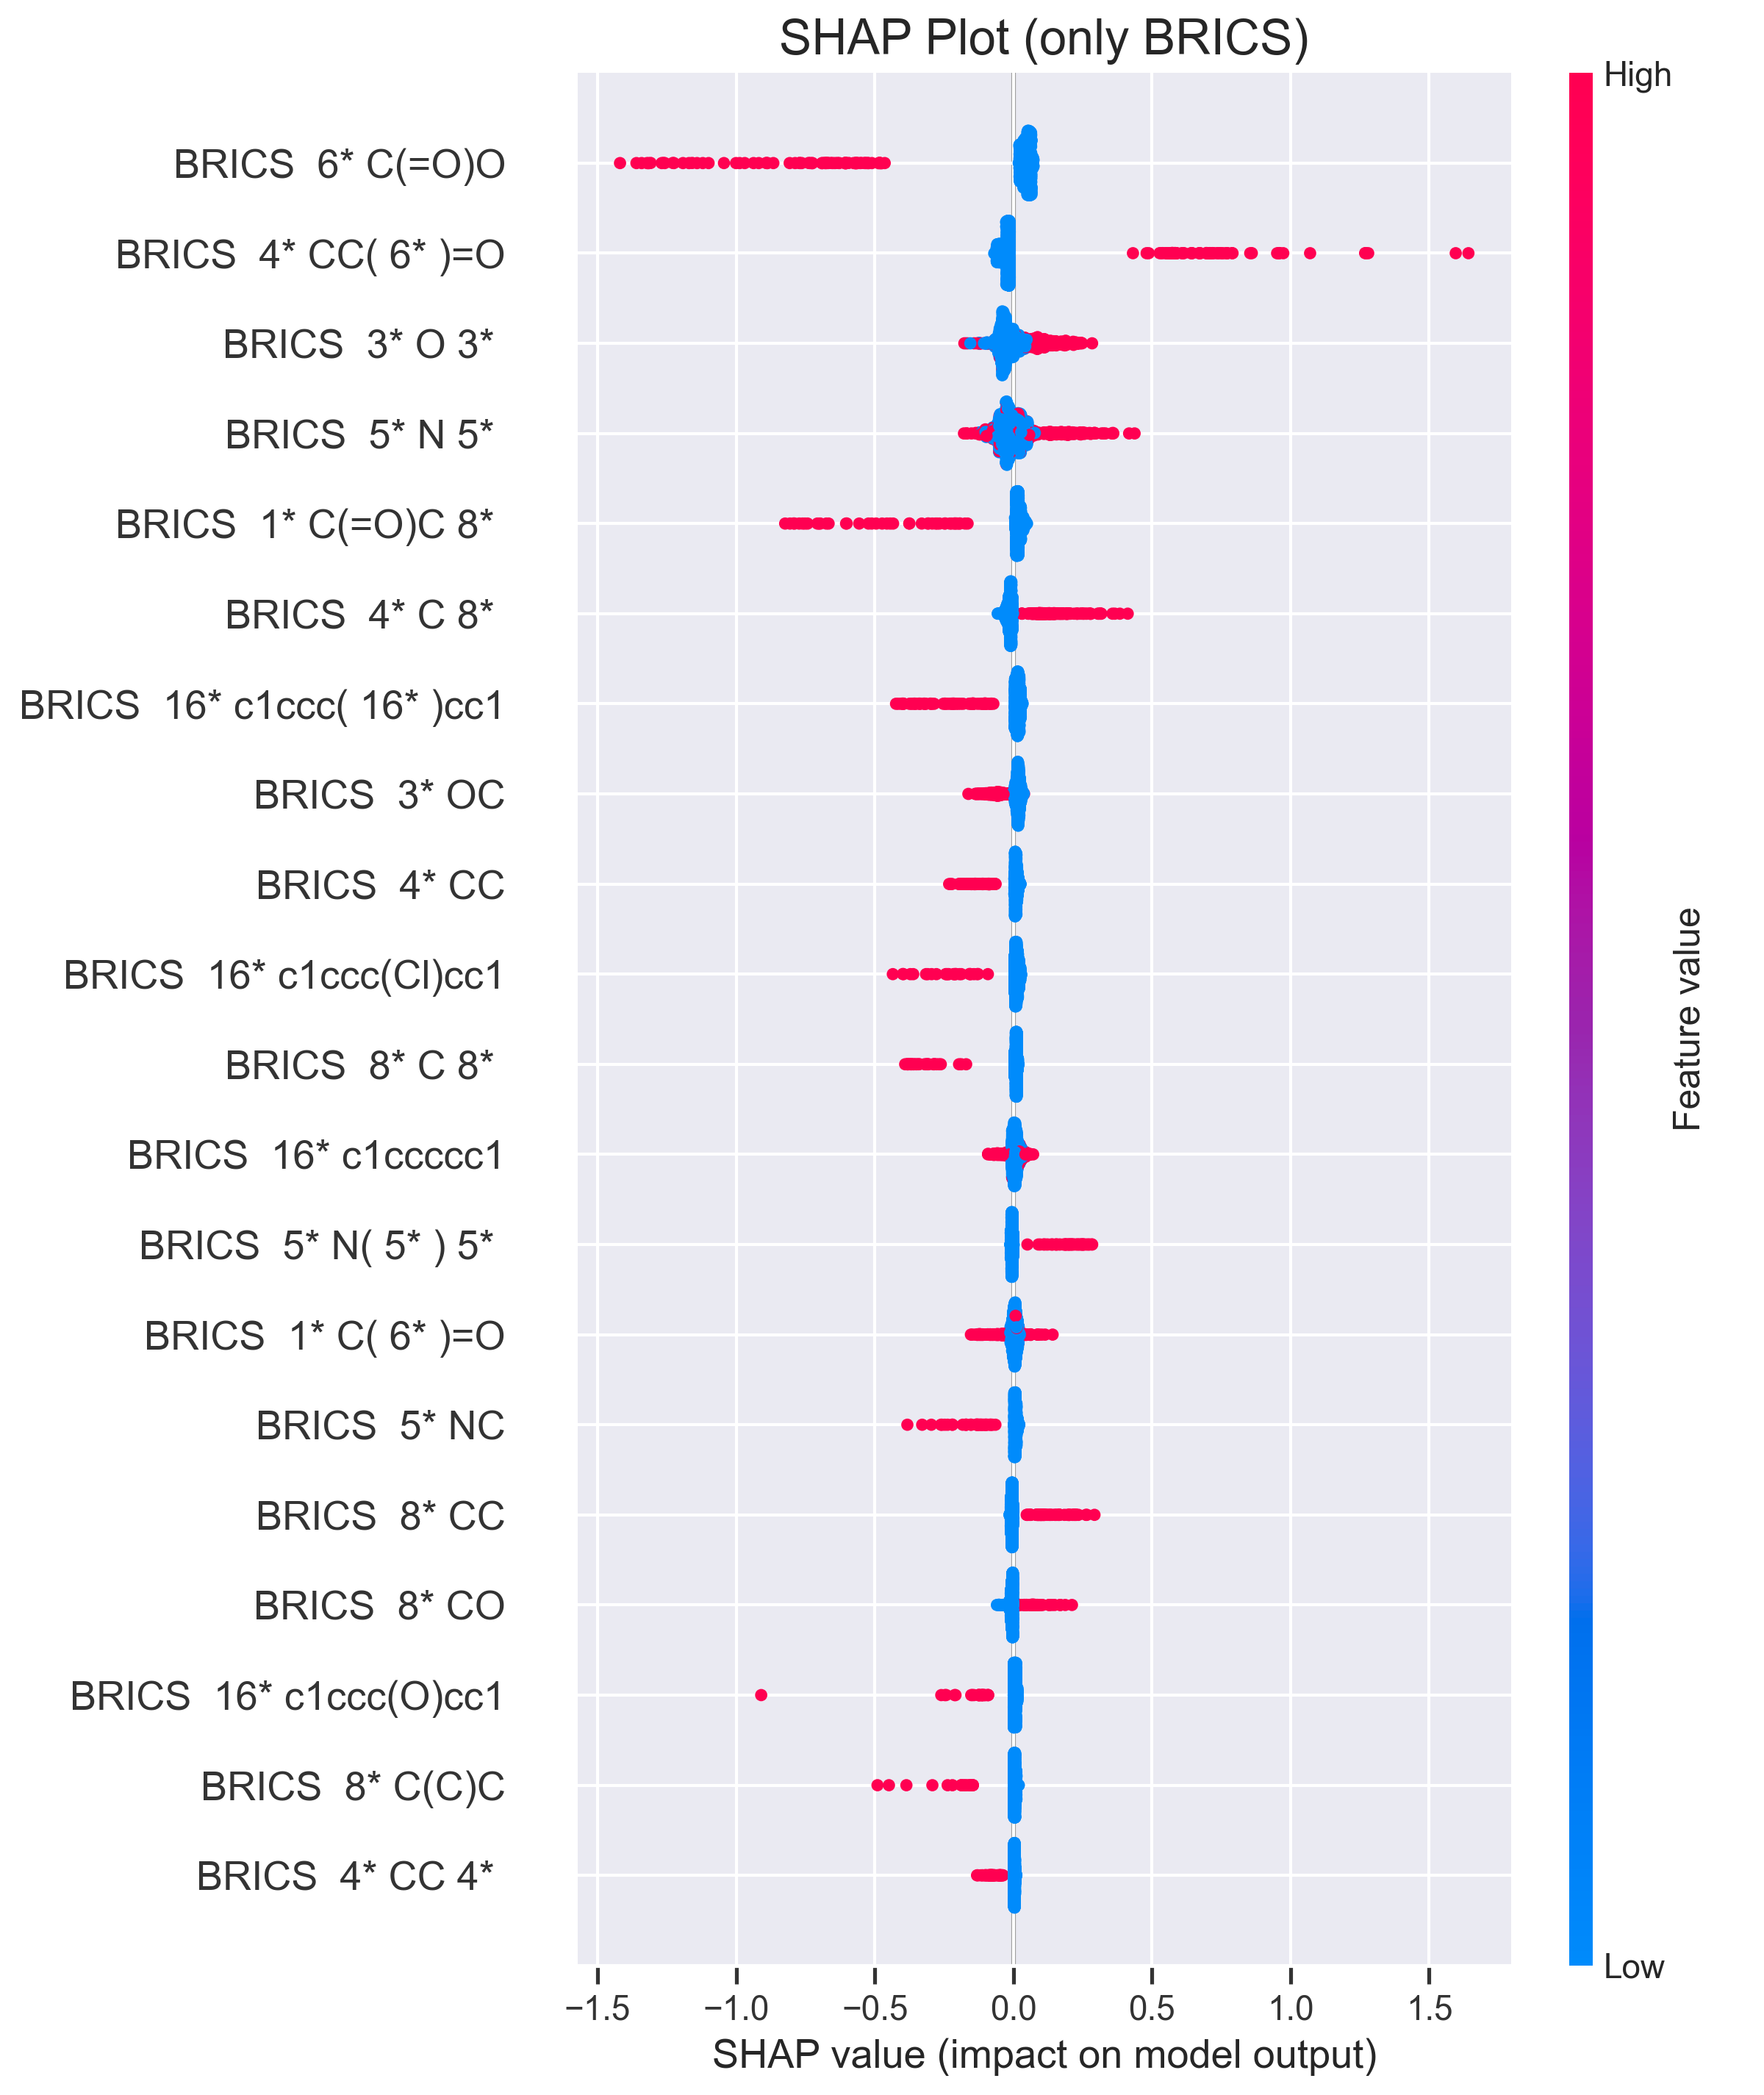 SHAP Plot (only BRICS)
High
BRICS 6* C(=O)O
BRICS 4* CC( 6* )=O
BRICS 3* O 3*
BRICS 5* N 5*
BRICS 1* C(=O)C 8*
BRICS 4* C 8*
BRICS 16* c1ccc( 16* )cc1
BRICS 3* OC
BRICS 4* CC
BRICS 16* c1ccc(Cl)cc1
BRICS 8* C 8*
BRICS 16* c1ccccc1
BRICS 5* N( 5* ) 5*
BRICS 1* C( 6* )=O
BRICS 5* NC
BRICS 8* CC
BRICS 8* CO
BRICS 16* c1ccc(O)cc1
BRICS 8* C(C)C
BRICS 4* CC 4*
Feature value
Low
−1.5 −1.0 −0.5 0.0 0.5 1.0 1.5
SHAP value (impact on model output)